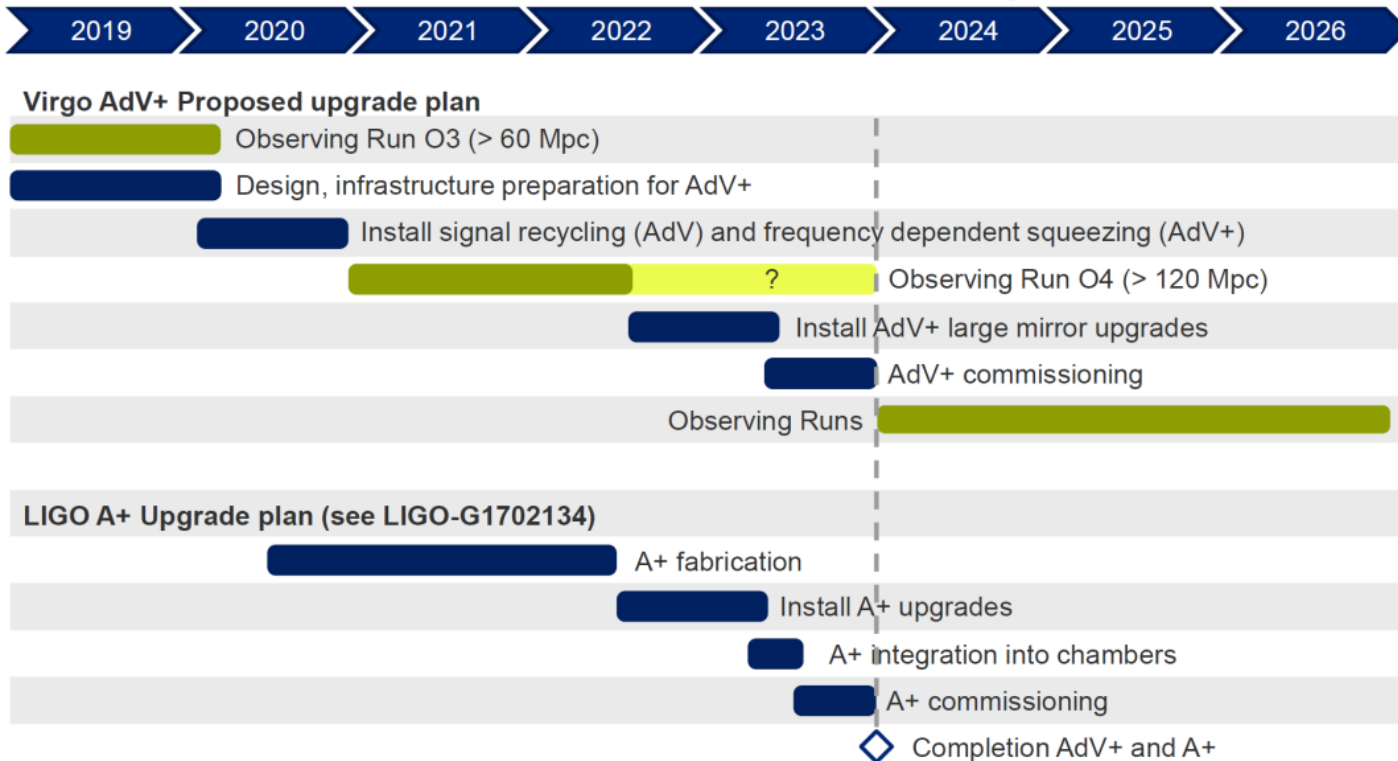 2019 2020 2021 2022 2023 2024 2025 2026
Virgo AdV+ Proposed upgrade plan
Observing Run O3 (> 60 Mpc)
Design, infrastructure preparation for AdV+
Install signal recycling (AdV) and frequency dependent squeezing (AdV+)
? Observing Run O4 (> 120 Mpc)
Install AdV+ large mirror upgrades
AdV+ commissioning
Observing Runs
LIGO A+ Upgrade plan (see LIGO-G1702134)
A+ fabrication
Install A+ upgrades
A+ integration into chambers
A+ commissioning
Completion AdV+ and A+